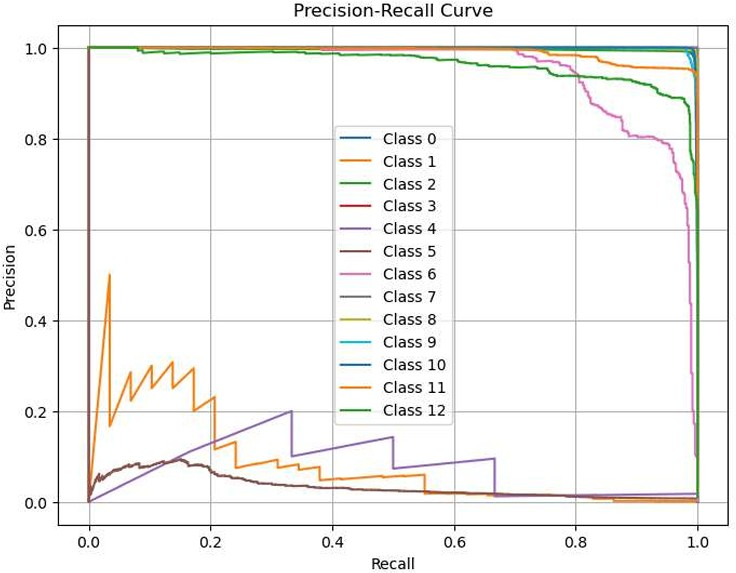 Precision-Recall Curve
1.0
0.8
0.6
0.4
0.2
0.0
Precision
Class 0
Class 1
Class 2
Class 3
Class 4
Class 5
Class 6
Class 7
Class 8
Class 9
Class 10
Class 11
Class 12
0.0 0.2 0.4 0.6 0.8 1.0
Recall